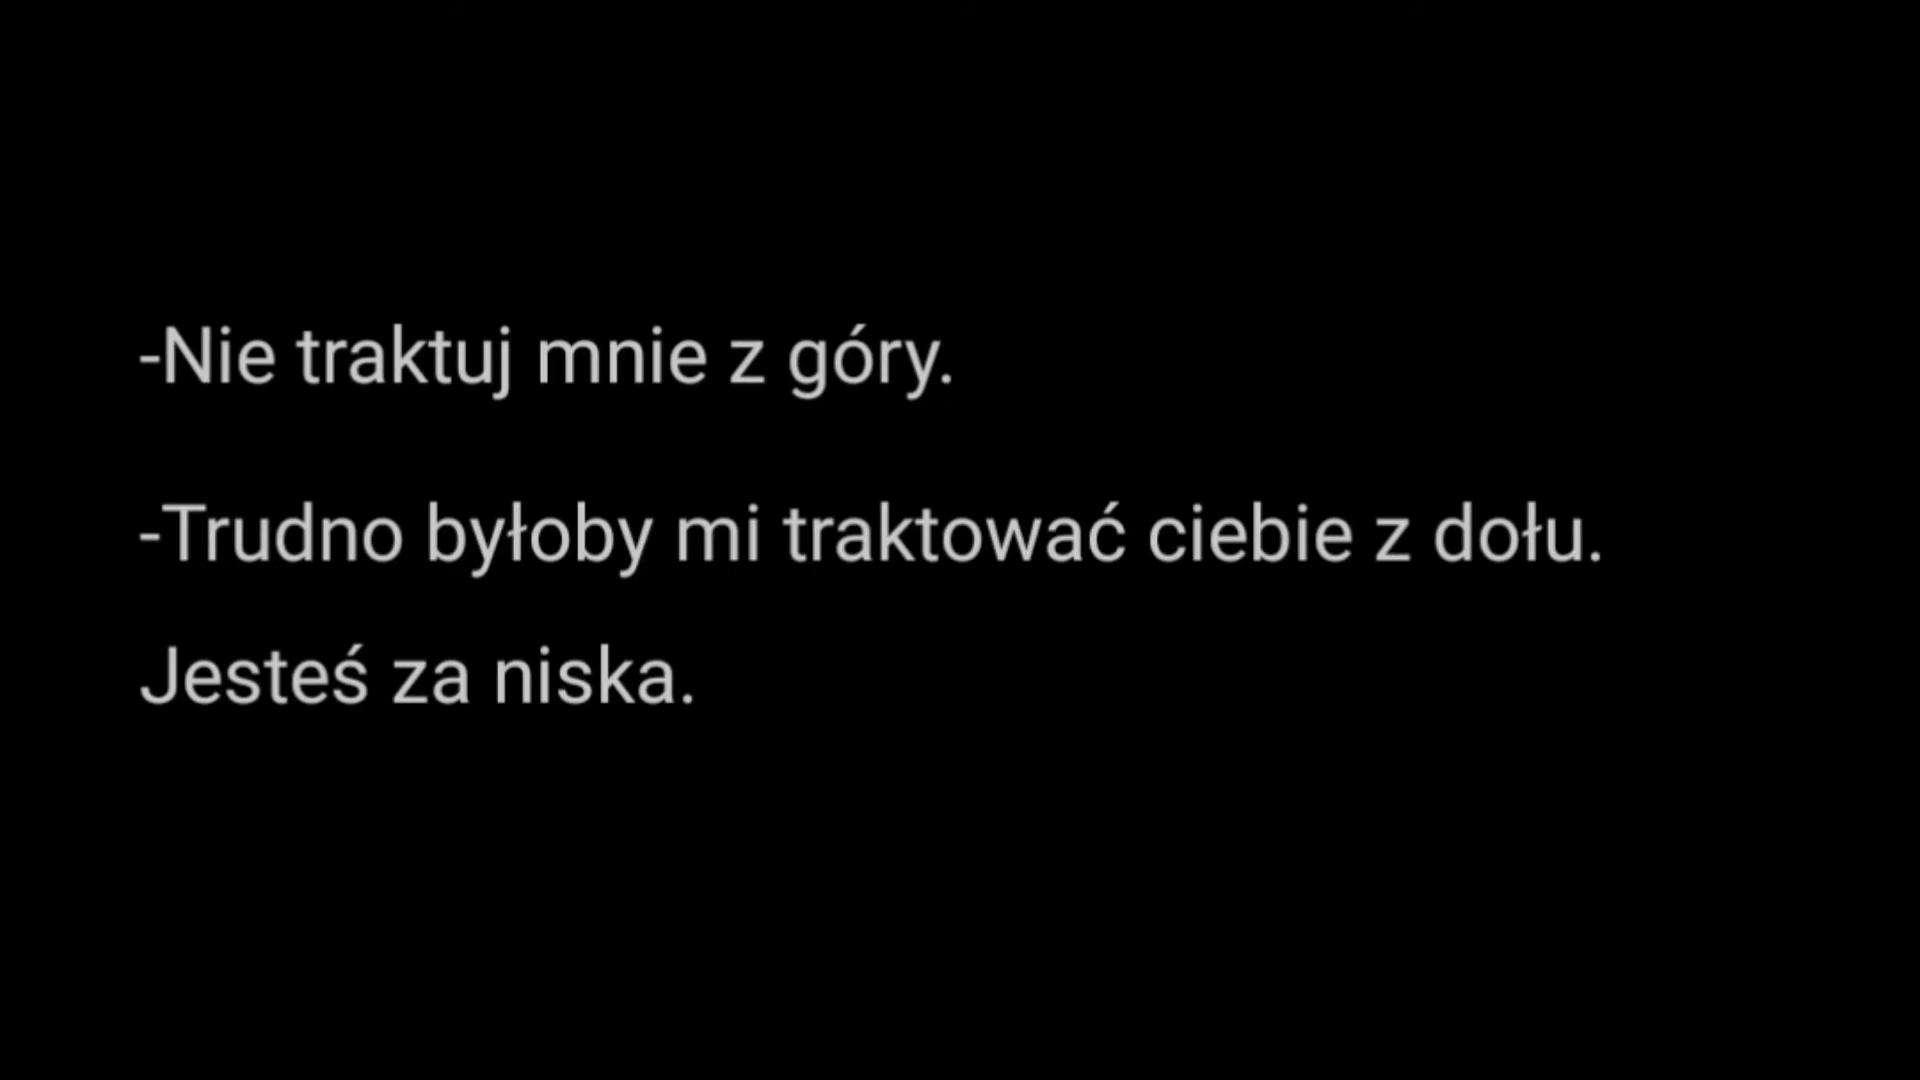 -Nie traktuj mnie z góry.
-Trudno byłoby mi traktować ciebie z dołu.
Jesteś za niska.